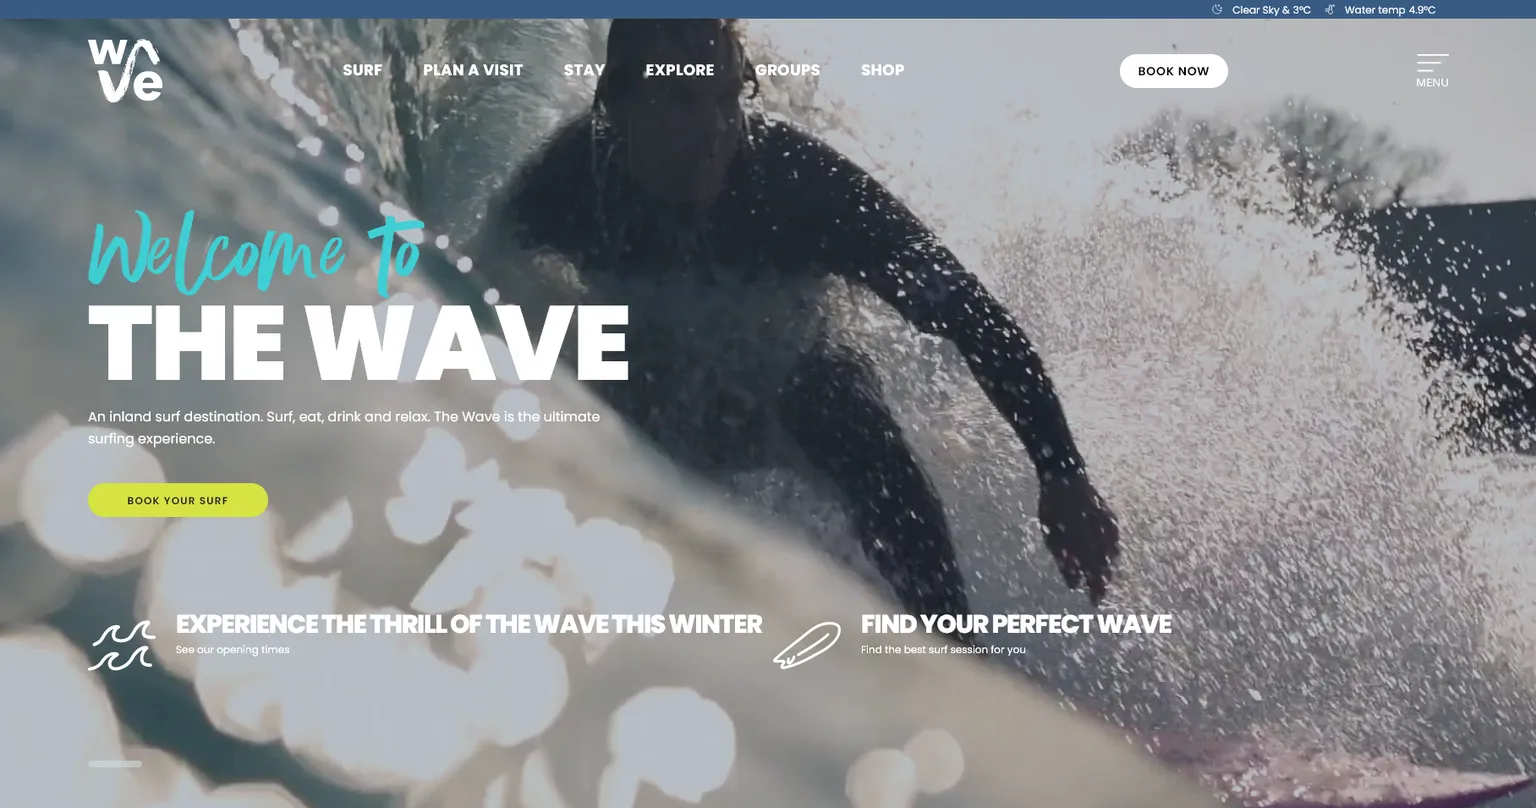 Clear Sky & 3°C Water temp 4.9°C
wave
SURF PLAN A VISIT STAY EXPLORE GROUPS SHOP
BOOK NOW
MENU
Welcome to
THE WAVE
An inland surf destination. Surf, eat, drink and relax. The Wave is the ultimate
surfing experience.
BOOK YOUR SURF
EXPERIENCE THE THRILL OF THE WAVE THIS WINTER
See our opening times
FIND YOUR PERFECT WAVE
Find the best surf session for you